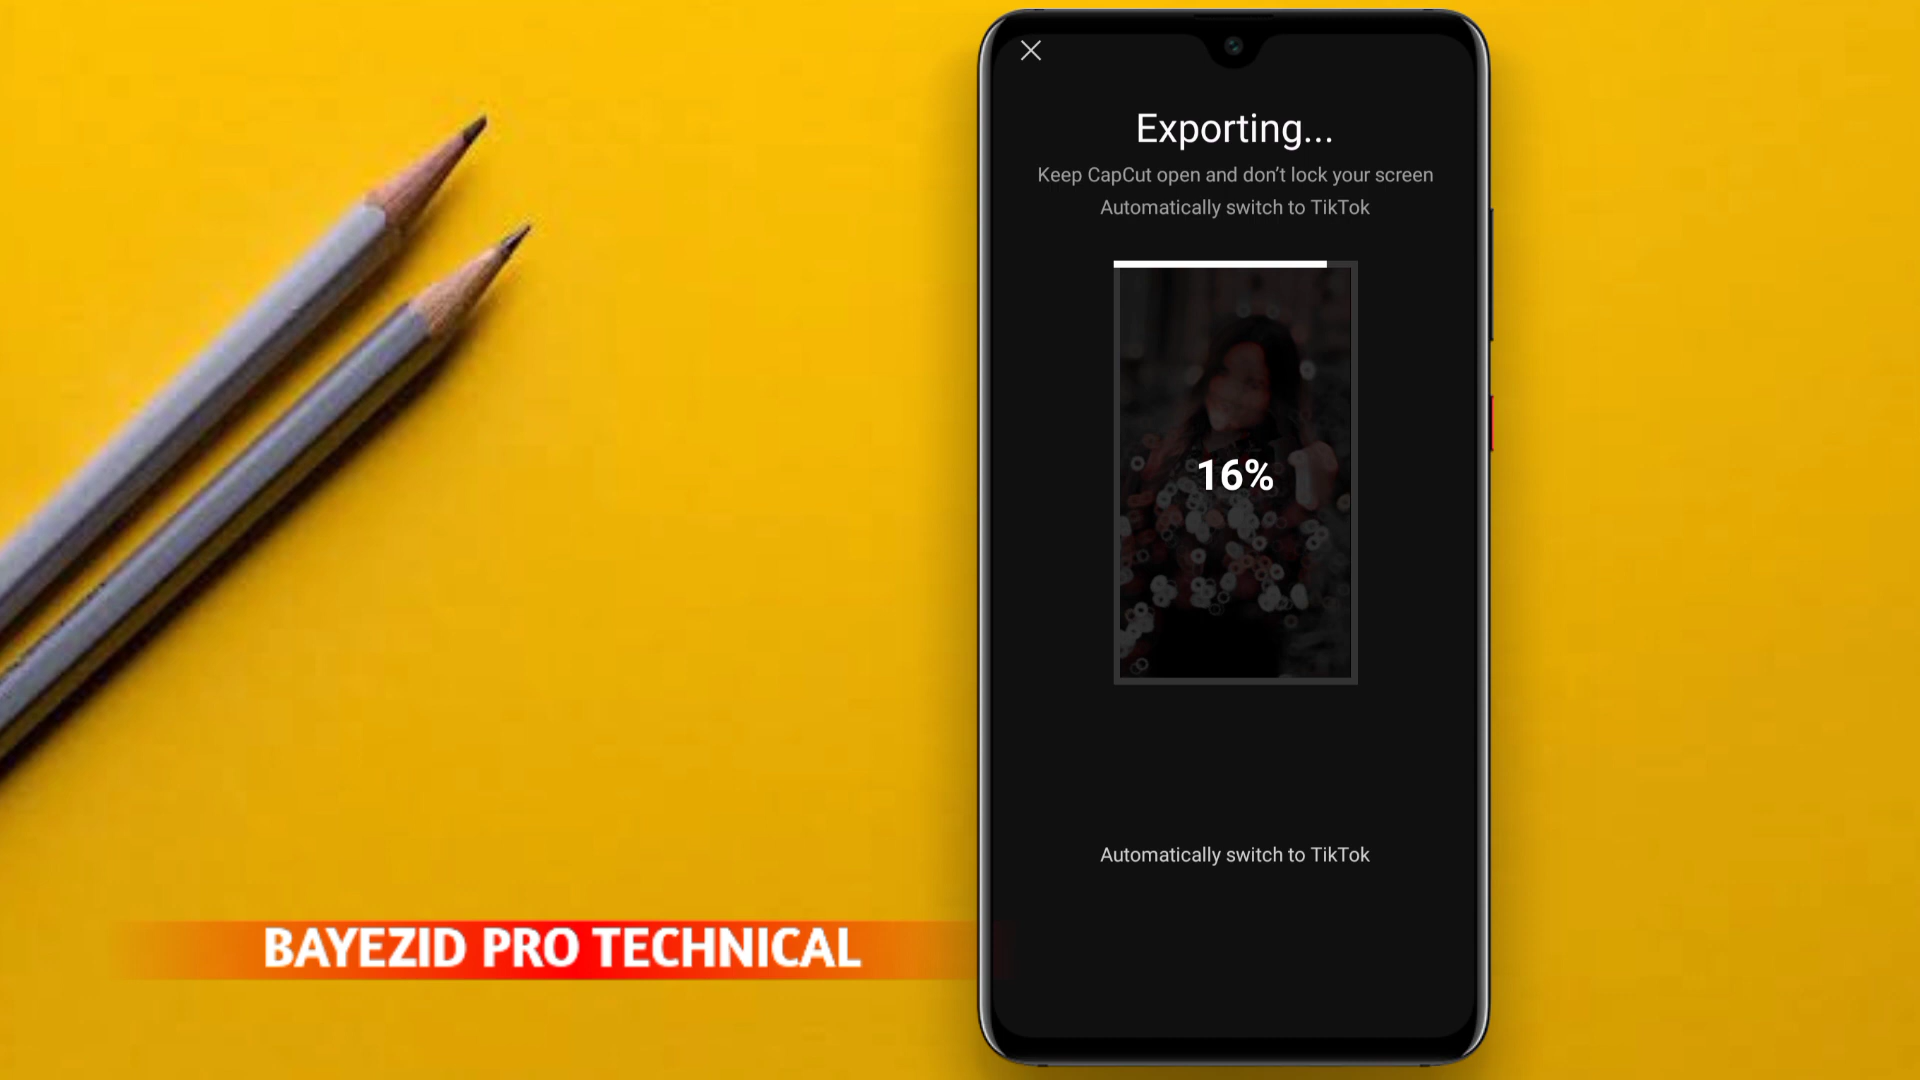 Exporting...
Keep CapCut open and don’t lock your screen
Automatically switch to TikTok
16%
Automatically switch to TikTok
BAYEZID PRO TECHNICAL